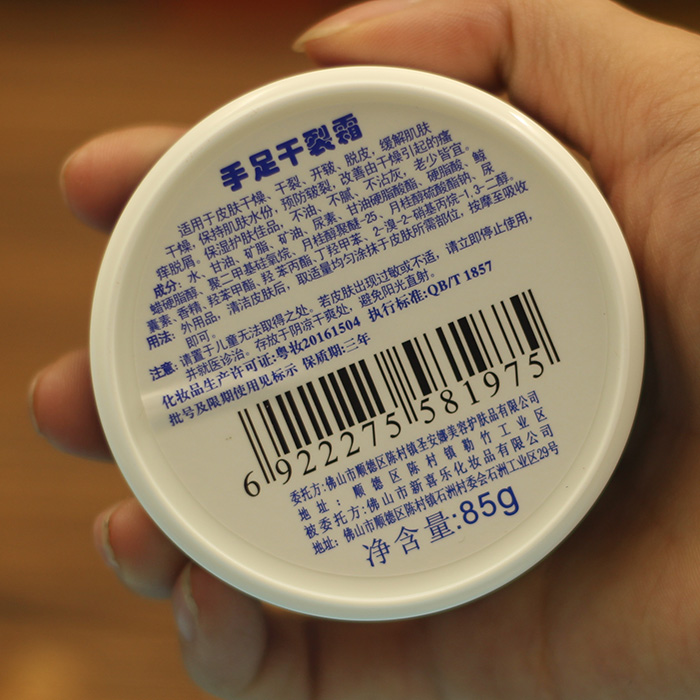 手足干裂霜
适用于皮肤干燥、干裂、开皲、脱皮，缓解肌肤
干燥，保持肌肤水份，预防皲裂，改善由干燥引起的瘙
痒脱屑。保湿护肤佳品，不油、不腻、不沾灰，老少皆宜。
成分：水、甘油、矿脂、矿油、尿素、甘油硬脂酸酯、硬脂酸、鲸
蜡硬脂醇、聚二甲基硅氧烷、月桂醇聚醚-25、月桂醇硫酸酯钠、尿
囊素、香精、羟苯甲酯、羟苯丙酯、丁羟甲苯、2-溴-2-硝基丙烷-1,3-二醇。
用法：外用品，清洁皮肤后，取适量均匀涂抹于皮肤所需部位，按摩至吸收
即可。
注意：请置于儿童无法取得之处。若皮肤出现过敏或不适，请立即停止使用，
并就医诊治。存放于阴凉干爽处，避免阳光直射。
化妆品生产许可证:粤妆20161504 执行标准:QB/T 1857
批号及限期使用见标示 保质期:三年
6 922275 581975
委托方:佛山市顺德区陈村镇圣安娜美容护肤品有限公司
地址:顺德区陈村镇勒竹工业区
被委托方:佛山市新喜乐化妆品有限公司
地址:佛山市顺德区陈村镇石洲村委会石洲工业区29号
净含量:85g